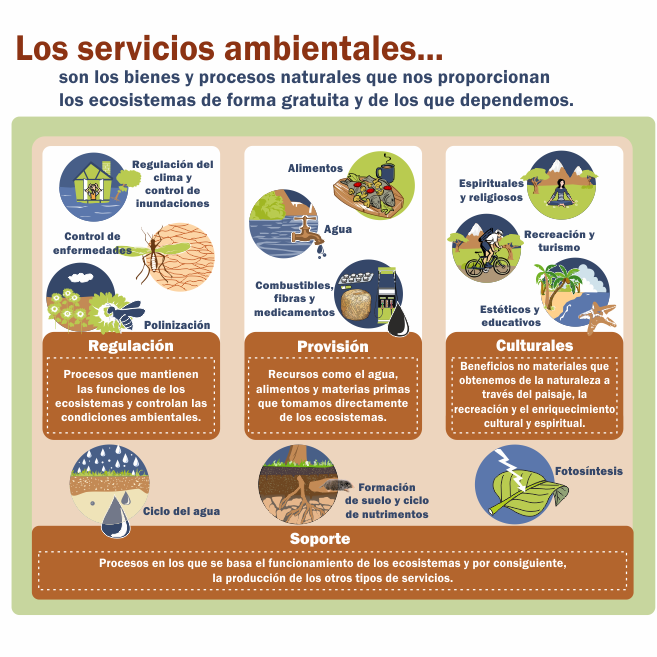 Los servicios ambientales...
son los bienes y procesos naturales que nos proporcionan
los ecosistemas de forma gratuita y de los que dependemos.
Regulación del
clima y
control de
inundaciones
Control de
enfermedades
Polinización
Regulación
Procesos que mantienen
las funciones de los
ecosistemas y controlan las
condiciones ambientales.
Alimentos
Agua
Combustibles,
fibras y
medicamentos
Provisión
Recursos como el agua,
alimentos y materias primas
que tomamos directamente
de los ecosistemas.
Espirituales
y religiosos
Recreación y
turismo
Estéticos y
educativos
Culturales
Beneficios no materiales que
obtenemos de la naturaleza a
través del paisaje, la
recreación y el enriquecimiento
cultural y espiritual.
Ciclo del agua
Formación
de suelo y ciclo
de nutrimentos
Fotosíntesis
Soporte
Procesos en los que se basa el funcionamiento de los ecosistemas y por consiguiente,
la producción de los otros tipos de servicios.